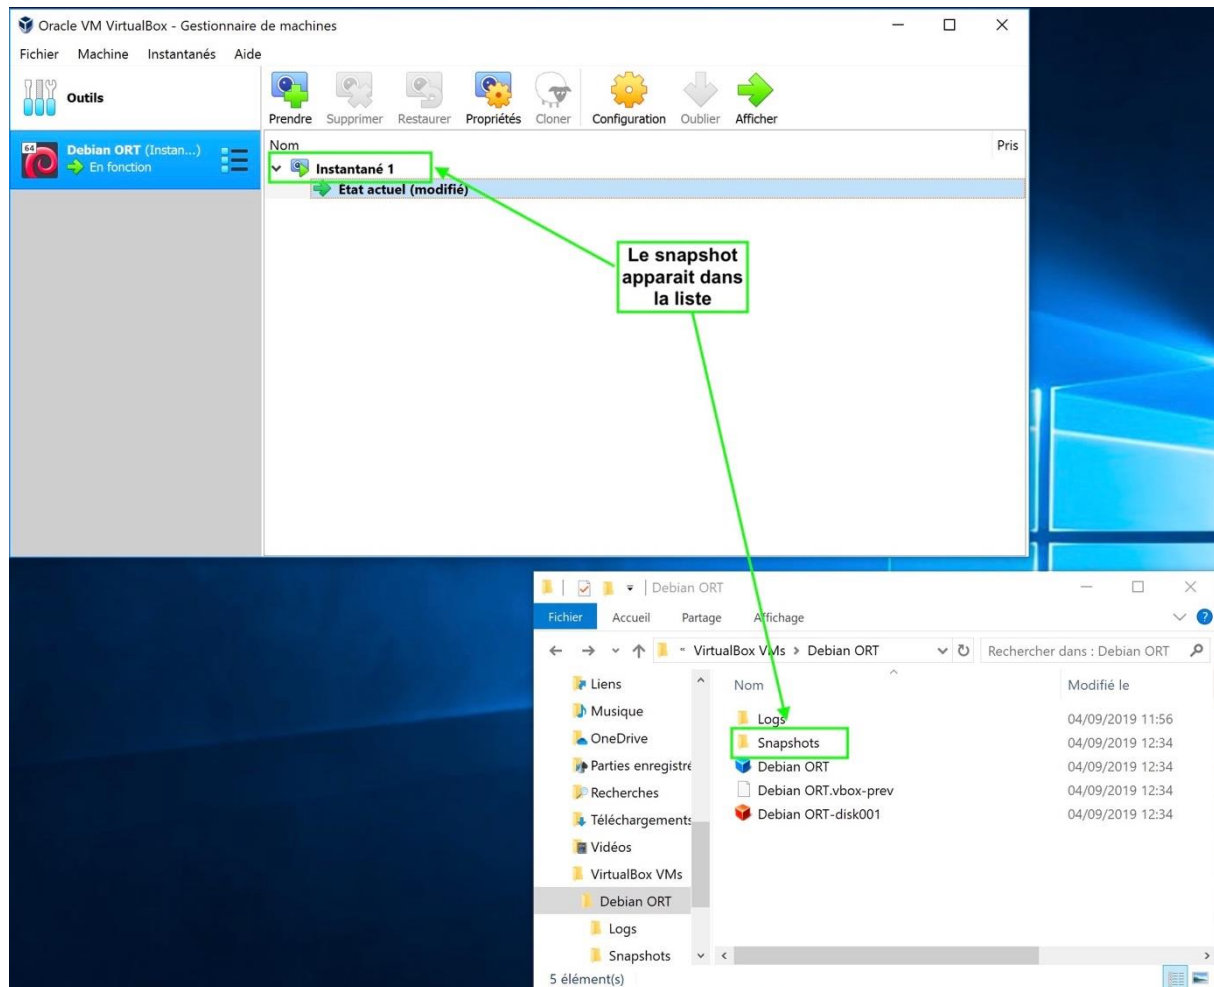 Oracle VM VirtualBox - Gestionnaire de machines
Fichier Machine Instantanés Aide
Outils
Prendre Supprimer Restaurer Propriétés Cloner Configuration Oublier Afficher
64
Debian ORT (Instan...)
En fonction
Nom Pris
Instantané 1
État actuel (modifié)
Le snapshot
apparait dans
la liste
Debian ORT
Fichier Accueil Partage Affichage
VirtualBox VMs > Debian ORT
Rechercher dans : Debian ORT
Liens
Musique
OneDrive
Parties enregistré
Recherches
Téléchargements
Vidéos
VirtualBox VMs
Debian ORT
Logs
Snapshots
Nom Modifié le
Logs 04/09/2019 11:56
Snapshots 04/09/2019 12:34
Debian ORT 04/09/2019 12:34
Debian ORT.vbox-prev 04/09/2019 12:34
Debian ORT-disk001 04/09/2019 12:34
5 élément(s)